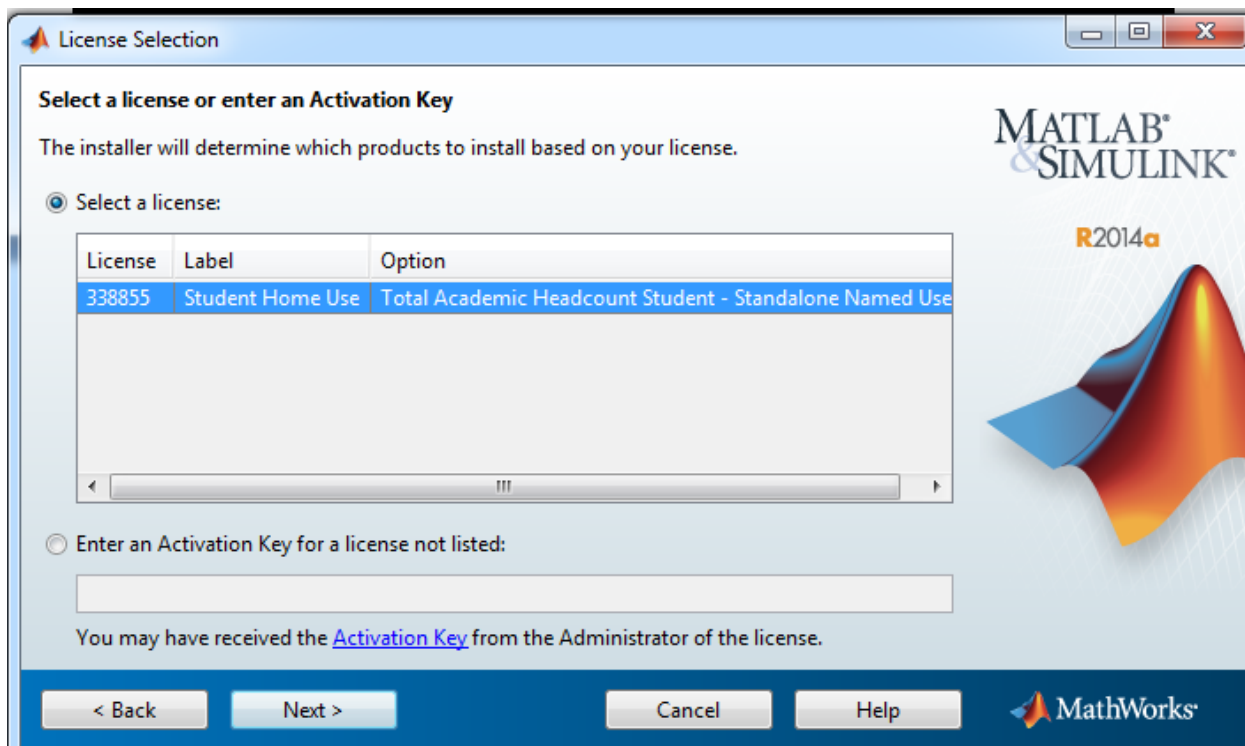 License Selection
Select a license or enter an Activation Key
The installer will determine which products to install based on your license.
MATLAB®
&SIMULINK®
R2014a
Select a license:
License Label Option
338855 Student Home Use Total Academic Headcount Student - Standalone Named Use
Enter an Activation Key for a license not listed:
You may have received the Activation Key from the Administrator of the license.
< Back Next > Cancel Help MathWorks®